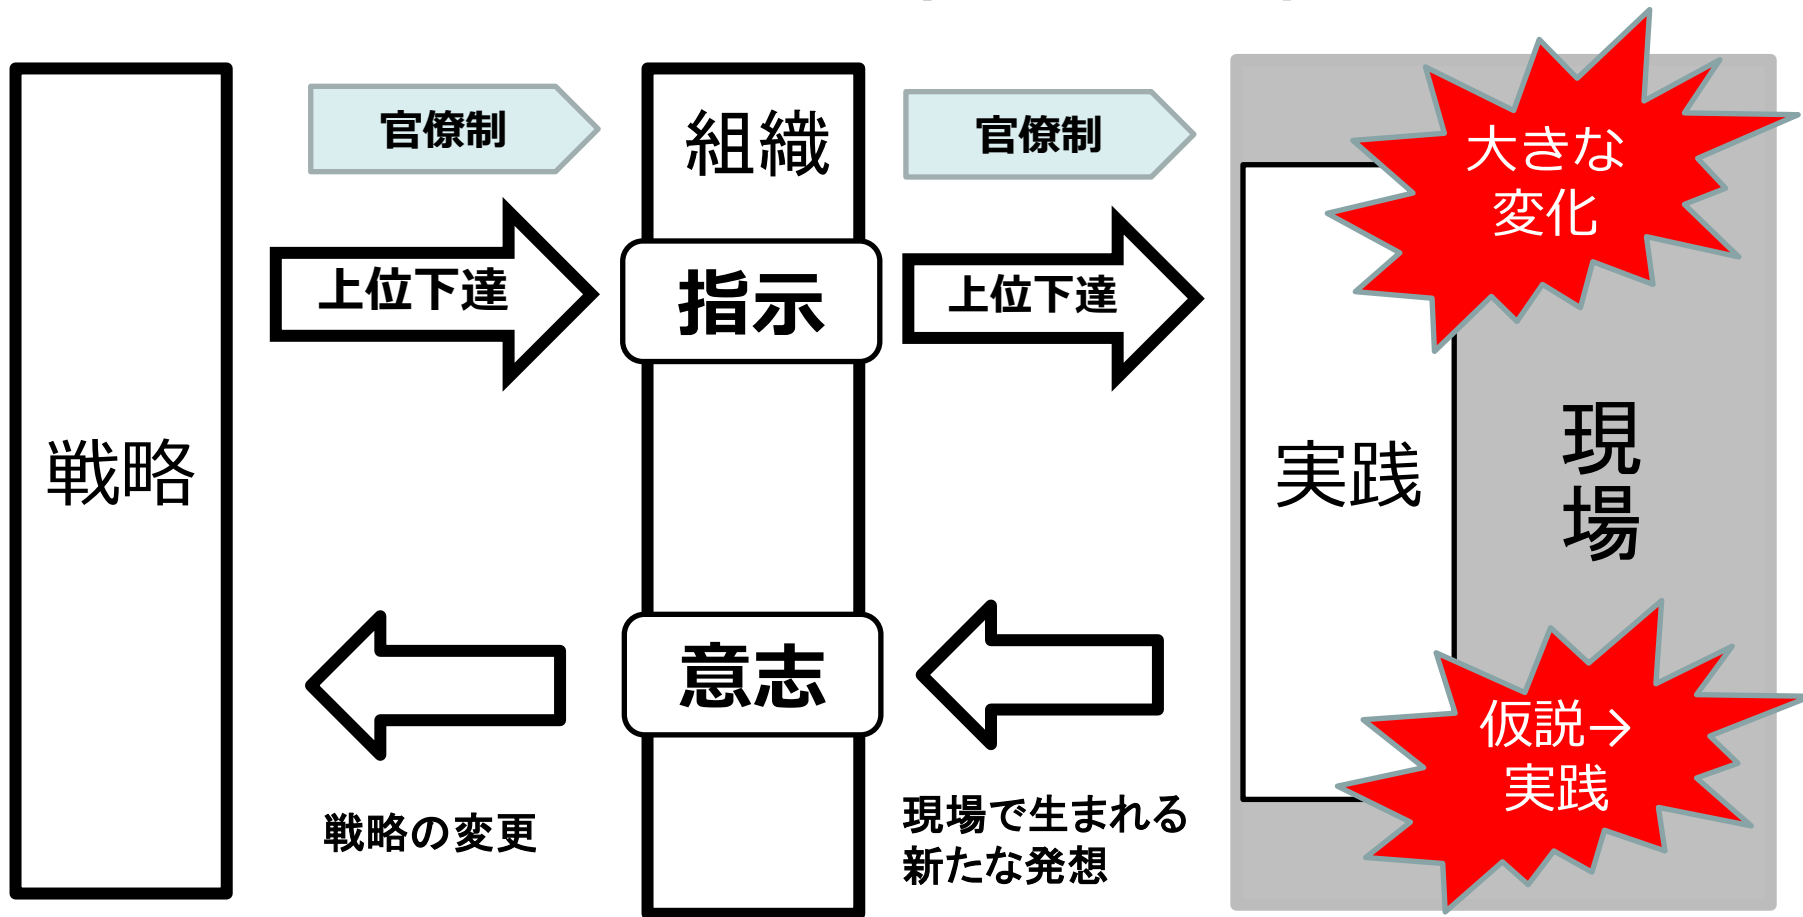 戦略
官僚制
上位下達
組織
指示
官僚制
上位下達
大きな
変化
実践
現
場
意志
戦略の変更
現場で生まれる
新たな発想
仮説→
実践